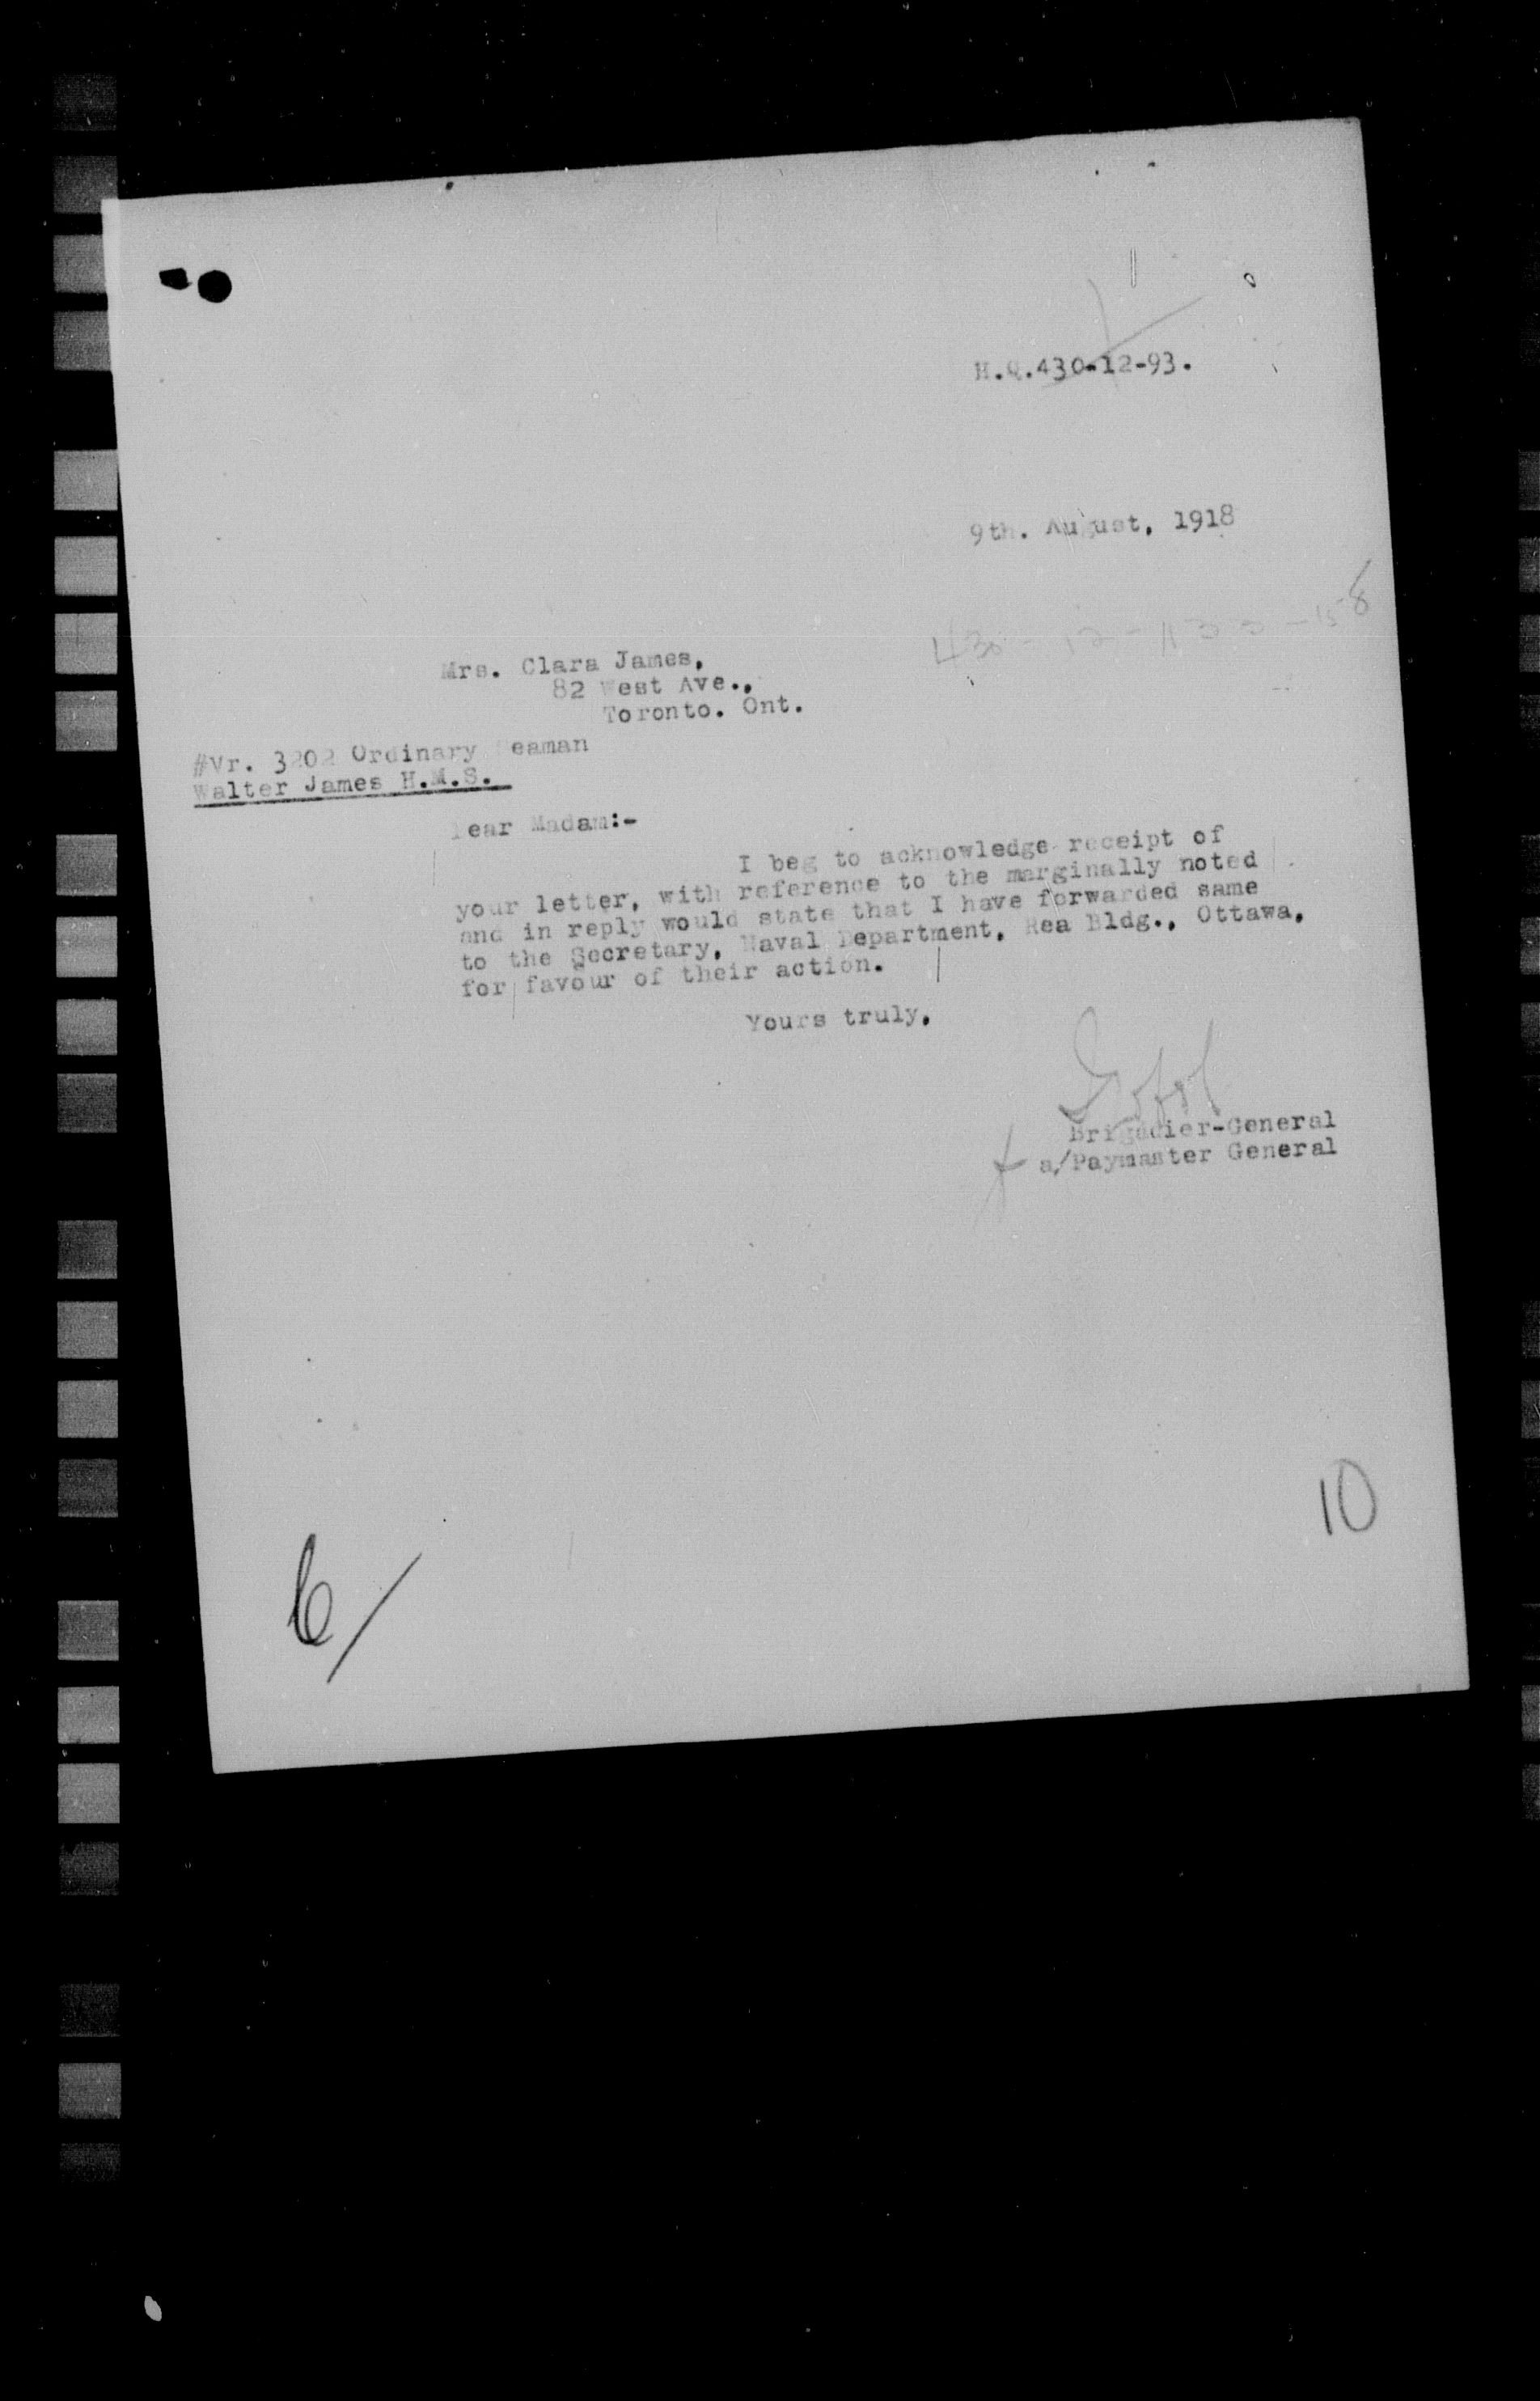 H.Q.430-12-93.
9th. August, 1918
Mrs. Clara James,
82 West Ave.,
Toronto. Ont.
#Vr. 3202 Ordinary Seaman
Walter James H.M.S.
Dear Madam:-
I beg to acknowledge receipt of
your letter, with reference to the marginally noted
and in reply would state that I have forwarded same
to the Secretary, Naval Department, Rea Bldg., Ottawa,
for favour of their action.
Yours truly,
Brigadier-General
a/Paymaster General
10
6/